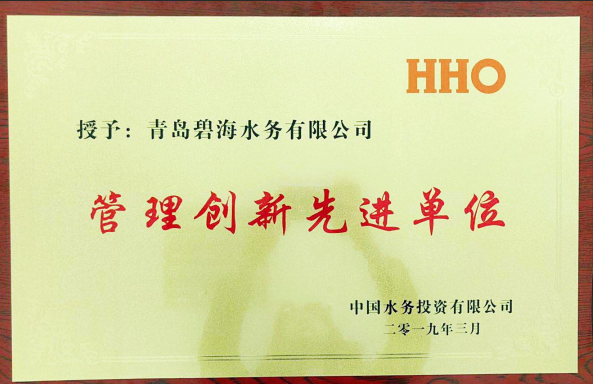 HHO
授予：青岛碧海水务有限公司
管理创新先进单位
中国水务投资有限公司
二零一九年三月